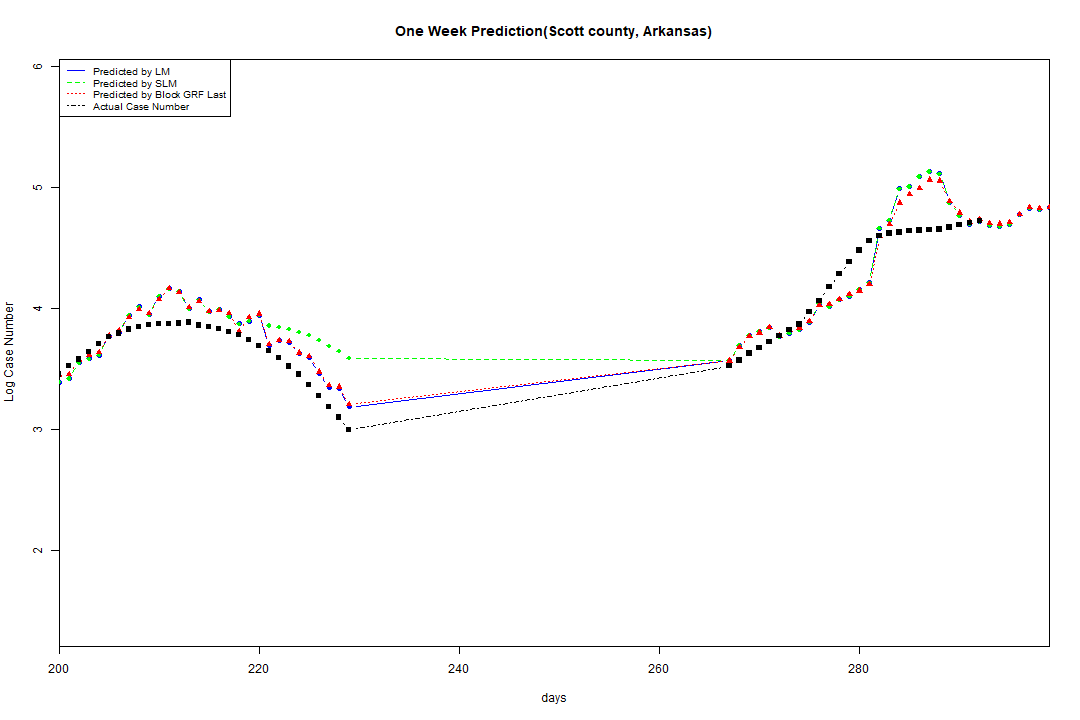 One Week Prediction(Scott county, Arkansas)
Predicted by LM
Predicted by SLM
Predicted by Block GRF Last
Actual Case Number
Log Case Number
6
5
4
3
2
200 220 240 260 280
days